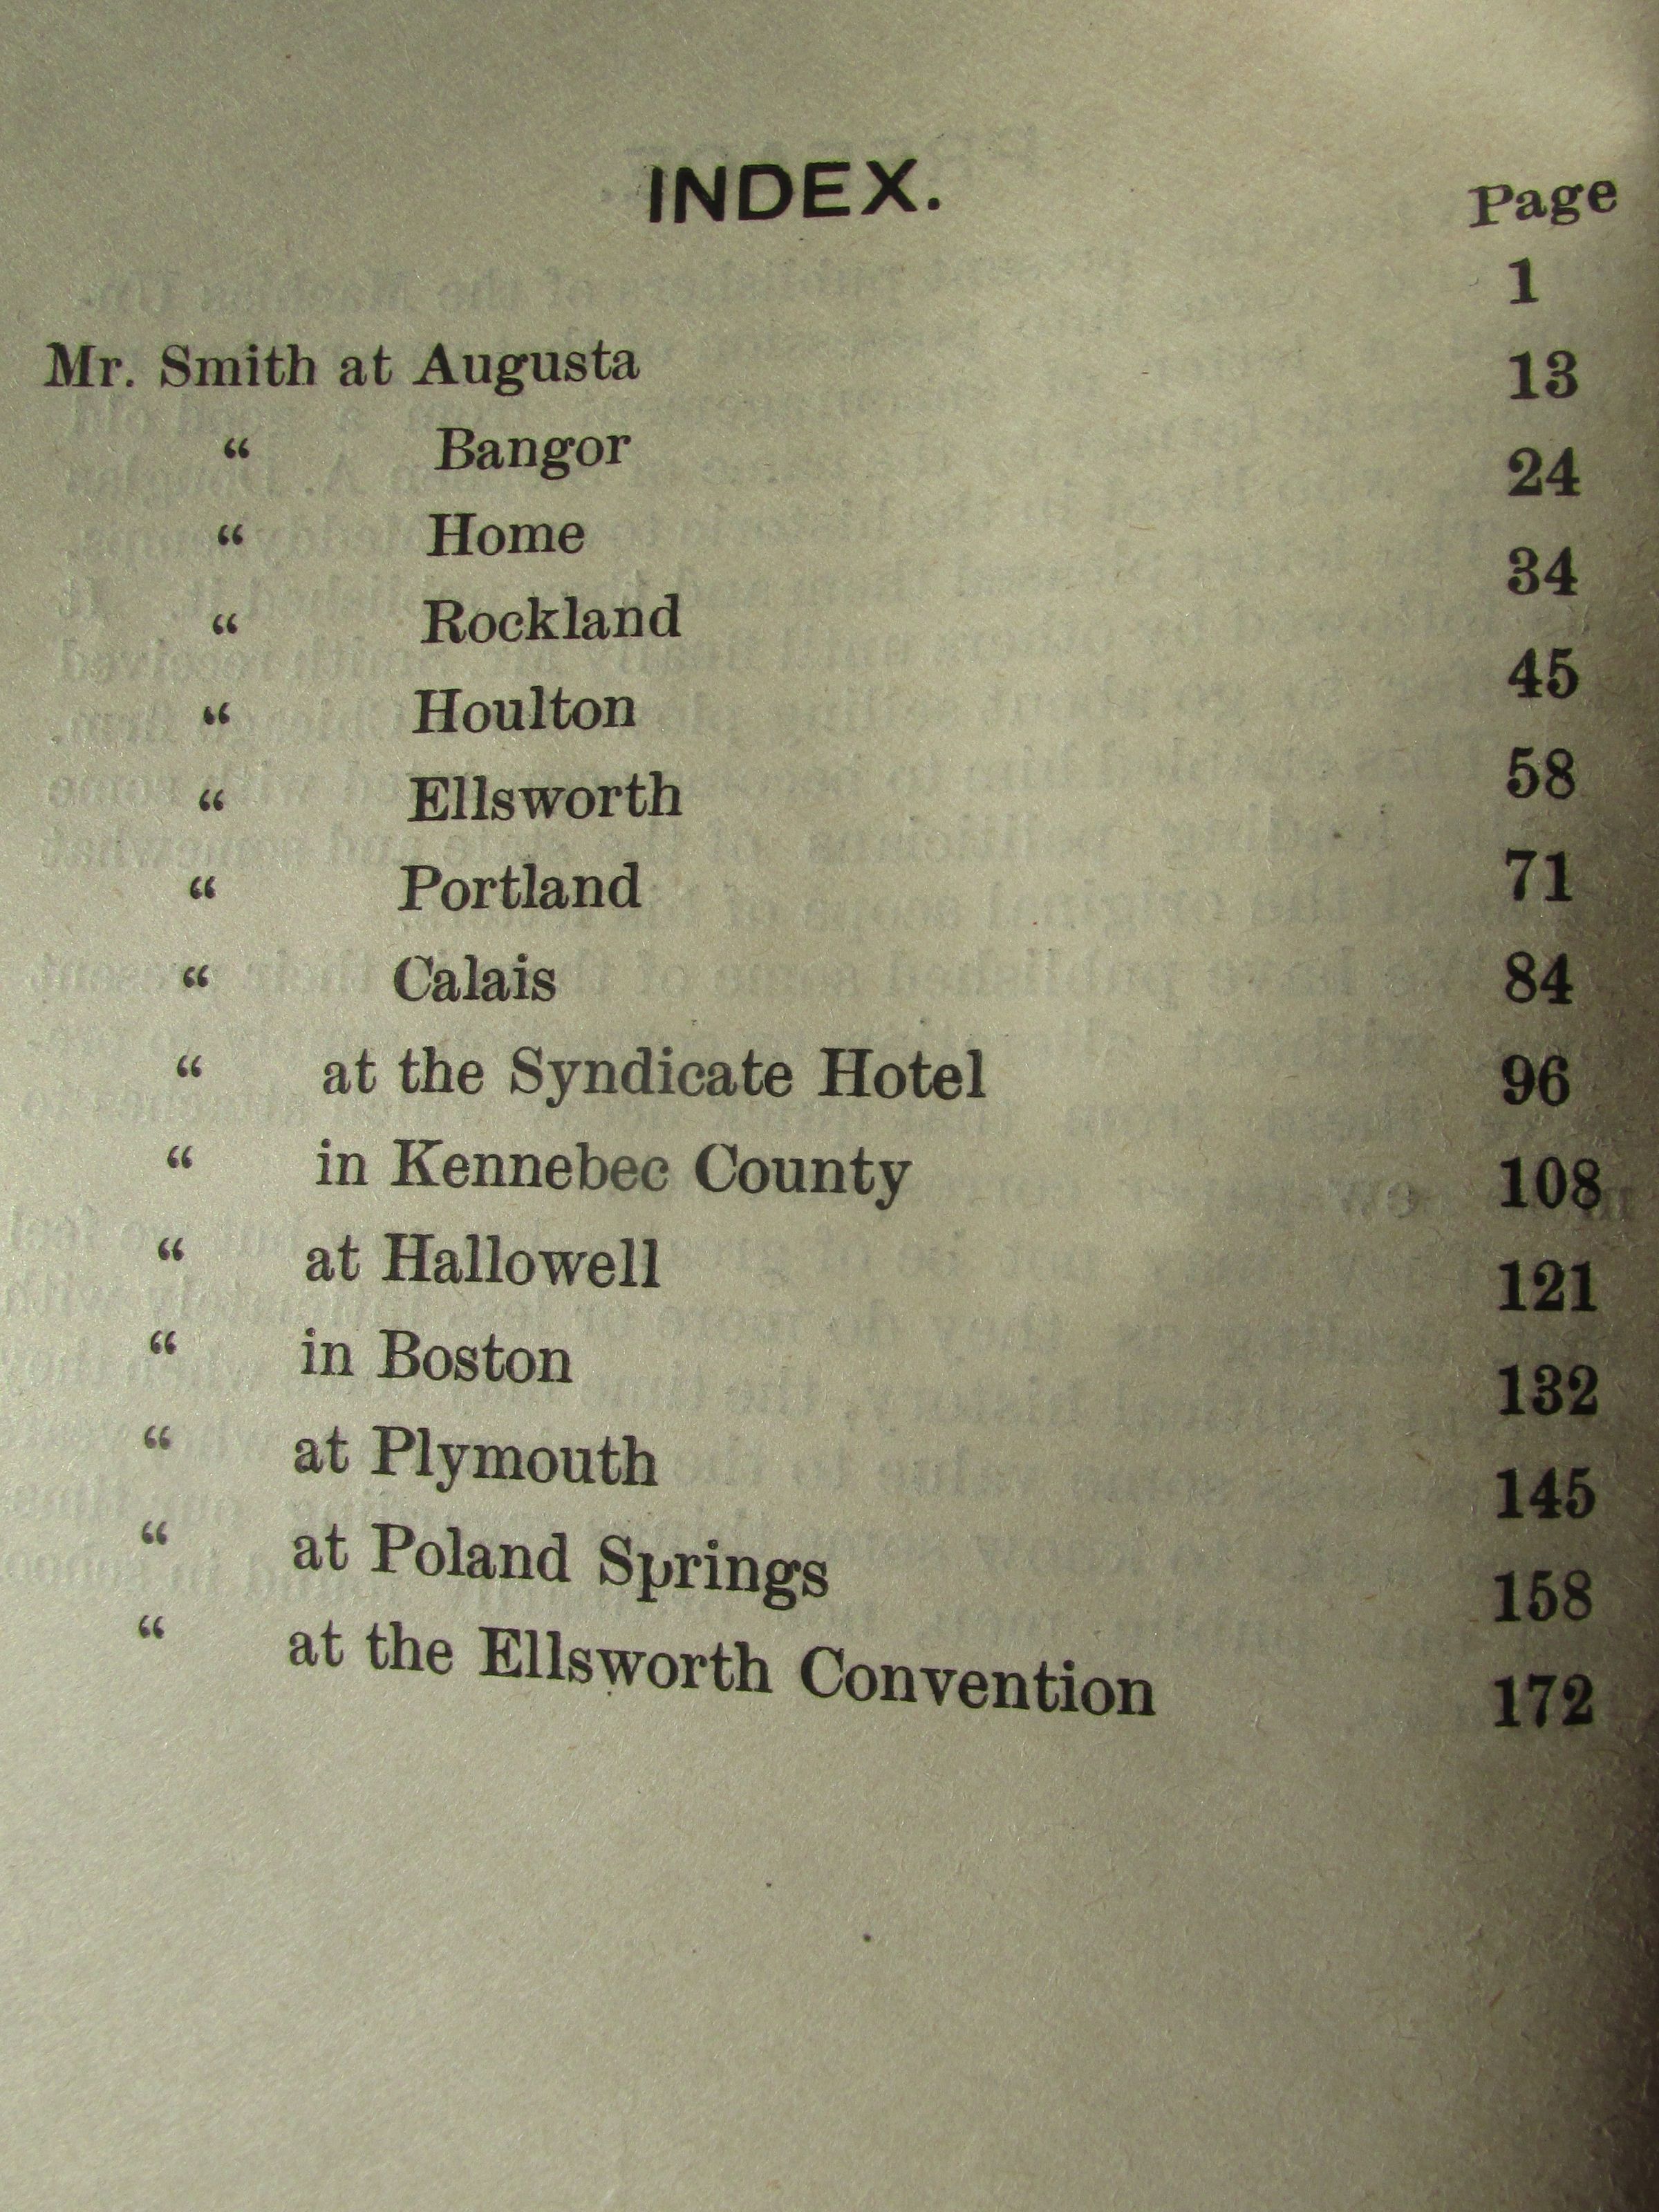 INDEX.
Page
Mr. Smith at Augusta 1
“ Bangor 13
“ Home 24
“ Rockland 34
“ Houlton 45
“ Ellsworth 58
“ Portland 71
“ Calais 84
“ at the Syndicate Hotel 96
“ in Kennebec County 108
“ at Hallowell 121
“ in Boston 132
“ at Plymouth 145
“ at Poland Springs 158
“ at the Ellsworth Convention 172